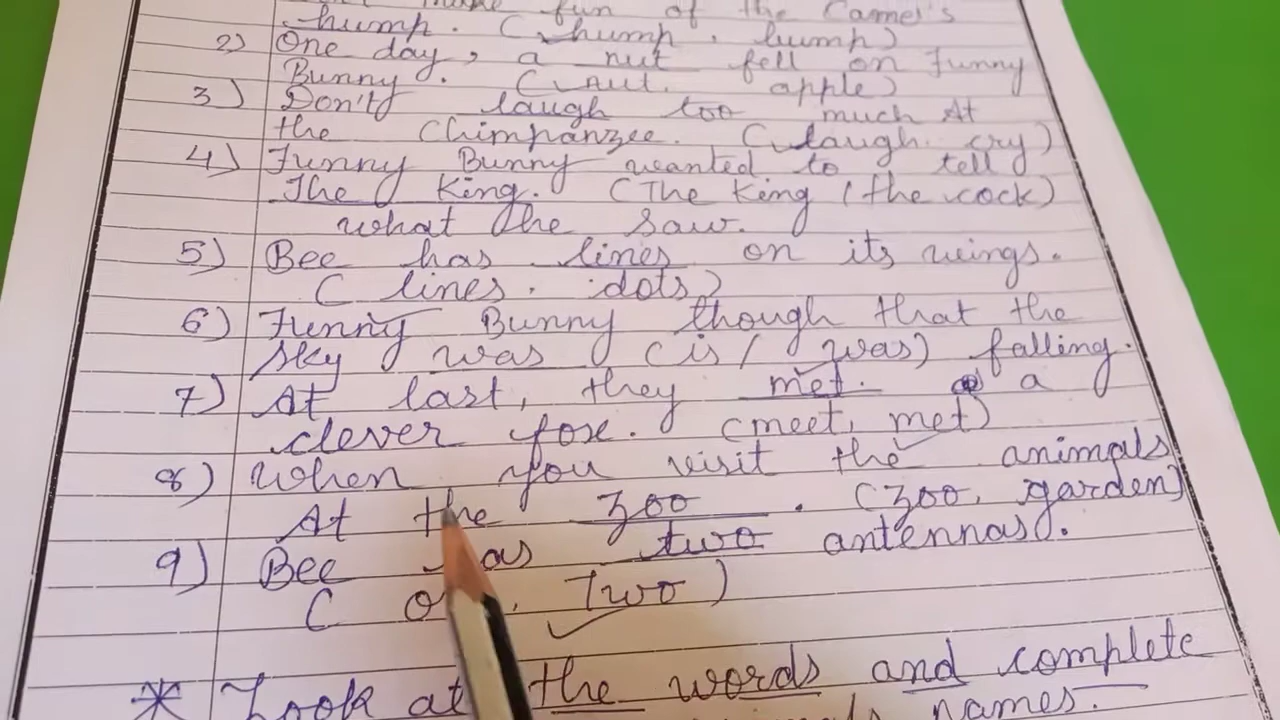 make fun of the Camel's
hump. (hump, lump)
2) One day, a nut fell on Funny
Bunny. (nut. apple)
3) Don't laugh too much At
the Chimpanzee. (laugh. cry)
4) Funny Bunny wanted to tell
The King. (The King / the cock)
what she saw.
5) Bee has lines on its wings.
(lines. dots)
6) Funny Bunny though that the
sky was (is / was) falling.
7) At last, they met. a
clever fox. (meet, met)
8) When you visit the animals
At the zoo. (zoo, garden)
9) Bee has two antennas.
( , Two)
* Look at the words and complete
names.